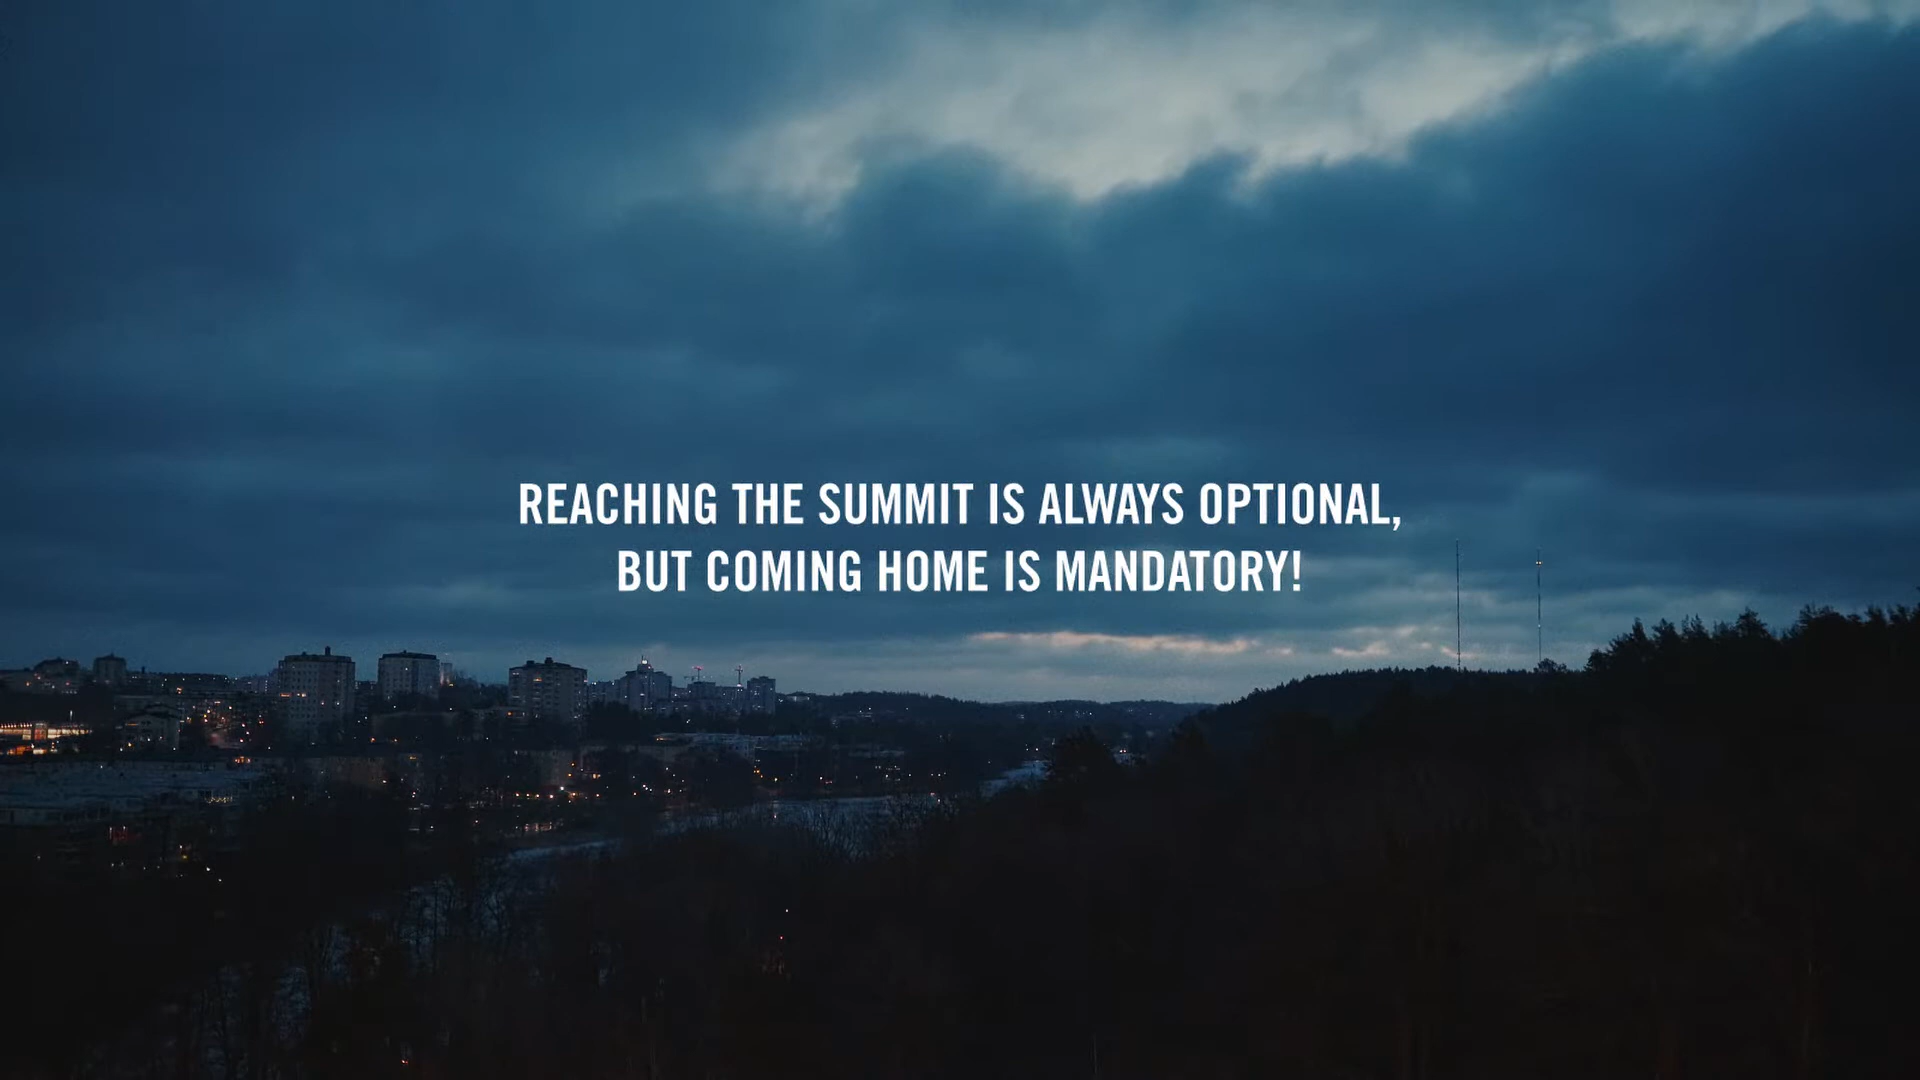 REACHING THE SUMMIT IS ALWAYS OPTIONAL,
BUT COMING HOME IS MANDATORY!